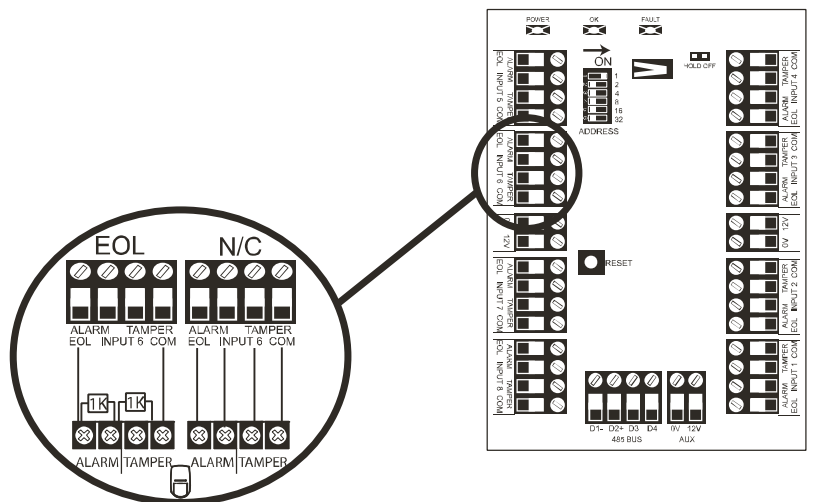 POWER OK FAULT
ON
HOLD OFF
1
2
4
8
16
32
ADDRESS
ALARM TAMPER
EOL INPUT 5 COM
ALARM TAMPER
EOL INPUT 6 COM
12V
ALARM TAMPER
EOL INPUT 7 COM
ALARM TAMPER
EOL INPUT 8 COM
RESET
TAMPER
ALARM
EOL INPUT 4 COM
TAMPER
ALARM
EOL INPUT 3 COM
0V 12V
TAMPER
ALARM
EOL INPUT 2 COM
TAMPER
ALARM
EOL INPUT 1 COM
D1- D2+ D3 D4 0V 12V
485 BUS AUX
EOL N/C
ALARM TAMPER ALARM TAMPER
EOL INPUT 6 COM EOL INPUT 6 COM
1K 1K
ALARM TAMPER ALARM TAMPER